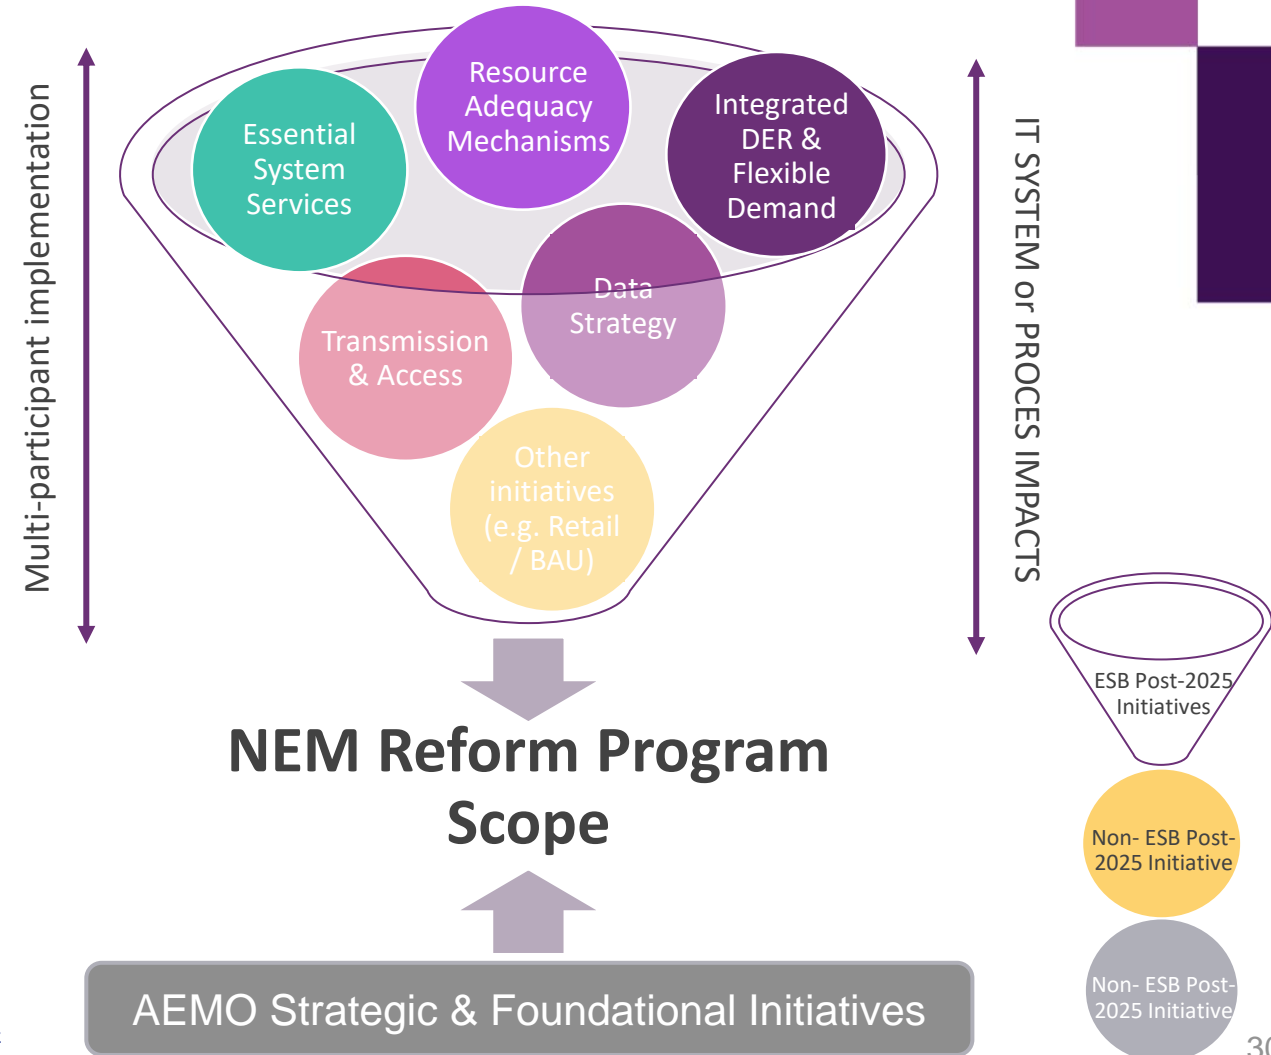 Multi-participant implementation
Essential
System
Services
Resource
Adequacy
Mechanisms
Integrated
DER &
Flexible
Demand
Transmission
& Access
Data
Strategy
Other
initiatives
(e.g. Retail
/ BAU)
IT SYSTEM or PROCES IMPACTS
NEM Reform Program
Scope
AEMO Strategic & Foundational Initiatives
ESB Post-2025
Initiatives
Non- ESB Post-
2025 Initiative
Non- ESB Post-
2025 Initiative
30